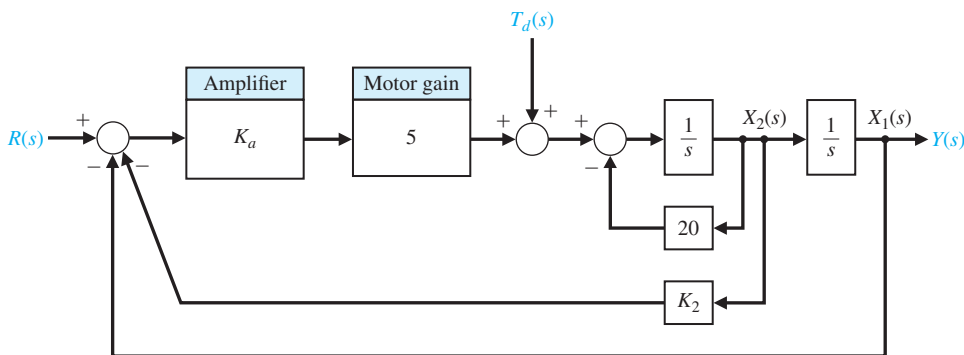 T_d(s)
Amplifier
Motor gain
R(s)
+
−
−
K_a
5
+
+
+
−
1/s
X_2(s)
1/s
X_1(s)
Y(s)
20
K_2